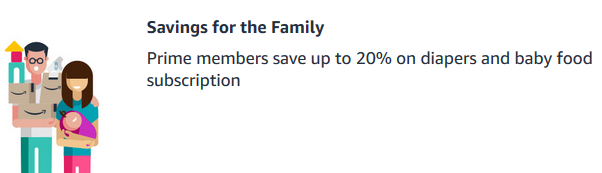 Savings for the Family
Prime members save up to 20% on diapers and baby food
subscription